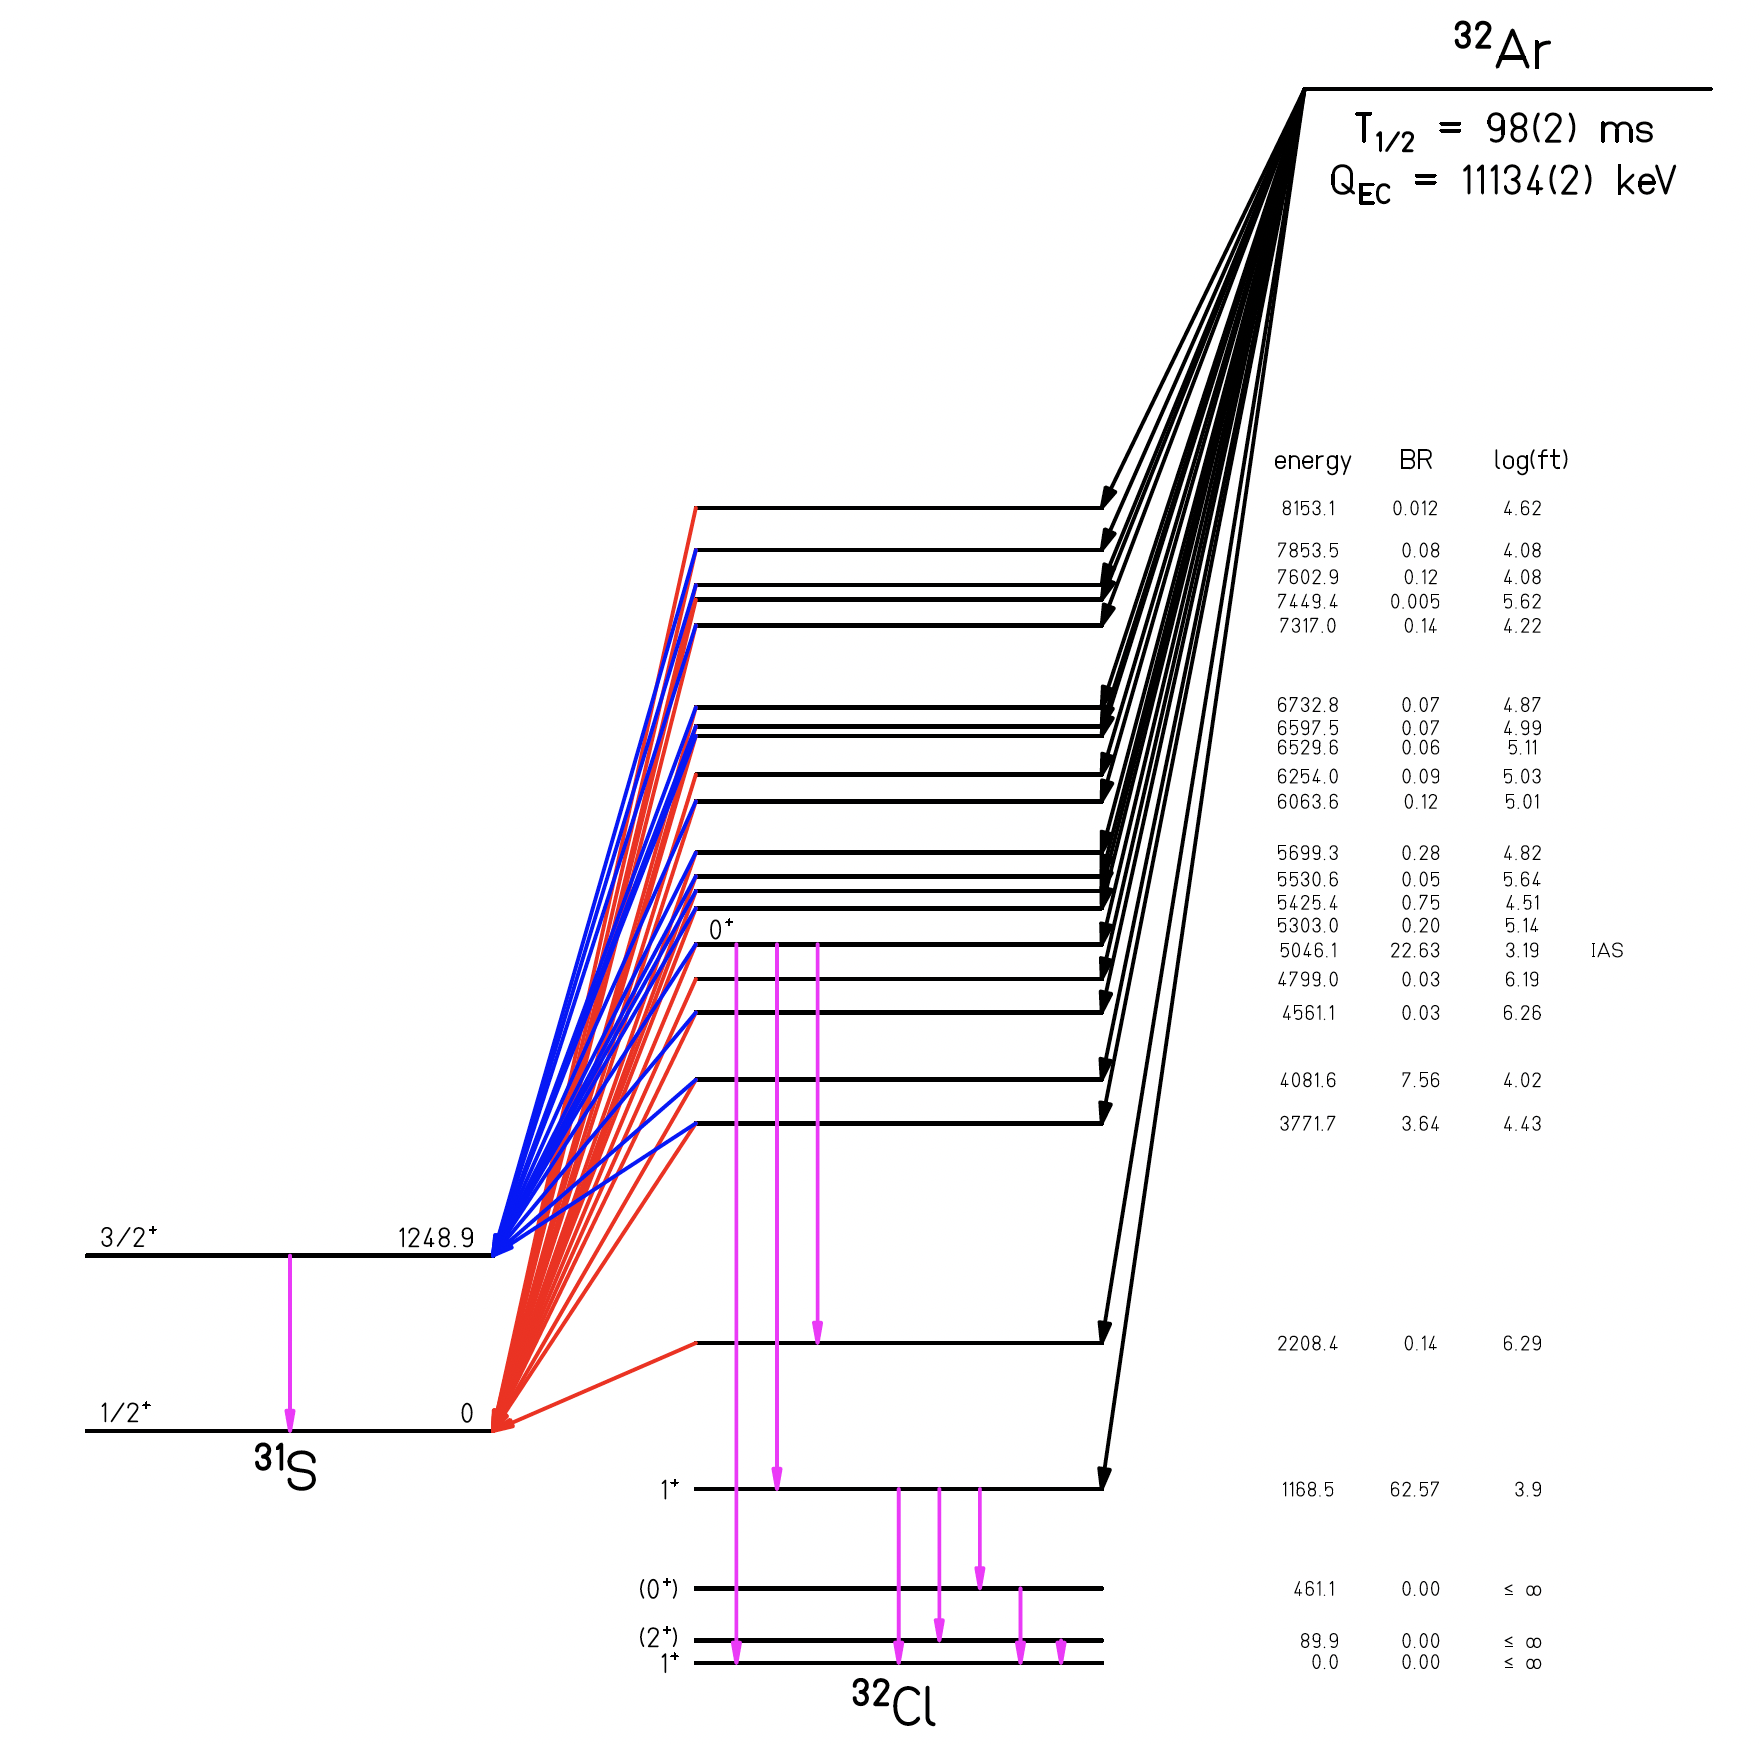 ³²Ar
T₁/₂ = 98(2) ms
Q_EC = 11134(2) keV
energy BR log(ft)
8153.1 0.012 4.62
7853.5 0.08 4.08
7602.9 0.12 4.08
7449.4 0.005 5.62
7317.0 0.14 4.22
6732.8 0.07 4.87
6597.5 0.07 4.99
6529.6 0.06 5.11
6254.0 0.09 5.03
6063.6 0.12 5.01
5699.3 0.28 4.82
5530.6 0.05 5.64
5425.4 0.75 4.51
5303.0 0.20 5.14
0⁺ 5046.1 22.63 3.19 IAS
4799.0 0.03 6.19
4561.1 0.03 6.26
4081.6 7.56 4.02
3771.7 3.64 4.43
3/2⁺ 1248.9
2208.4 0.14 6.29
1/2⁺ 0
³¹S
1⁺ 1168.5 62.57 3.9
(0⁺) 461.1 0.00 ≤ ∞
(2⁺) 89.9 0.00 ≤ ∞
1⁺ 0.0 0.00 ≤ ∞
³²Cl